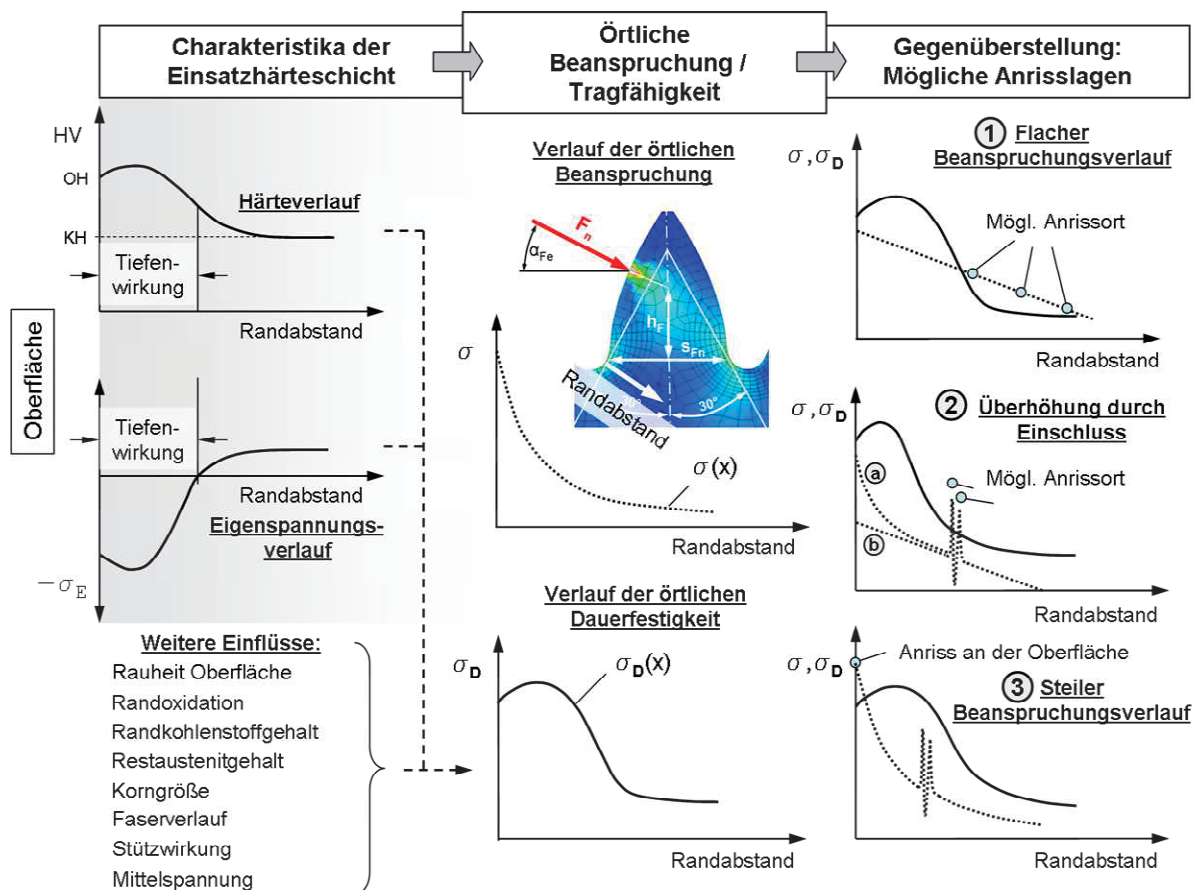 Charakteristika der
Einsatzhärteschicht
Örtliche
Beanspruchung /
Tragfähigkeit
Gegenüberstellung:
Mögliche Anrisslagen
Oberfläche
HV
OH
KH
Härteverlauf
Tiefen-
wirkung
Randabstand
Tiefen-
wirkung
Randabstand
Eigenspannungs-
verlauf
−σE
Weitere Einflüsse:
Rauheit Oberfläche
Randoxidation
Randkohlenstoffgehalt
Restaustenitgehalt
Korngröße
Faserverlauf
Stützwirkung
Mittelspannung
Verlauf der örtlichen
Beanspruchung
Fn
αFe
hF
sFn
30°
30°
Randabstand
σ
σ(x)
Randabstand
Verlauf der örtlichen
Dauerfestigkeit
σD
σD(x)
Randabstand
1 Flacher
Beanspruchungsverlauf
σ, σD
Mögl. Anrissort
Randabstand
2 Überhöhung durch
Einschluss
σ, σD
a
Mögl. Anrissort
b
Randabstand
σ, σD
Anriss an der Oberfläche
3 Steiler
Beanspruchungsverlauf
Randabstand